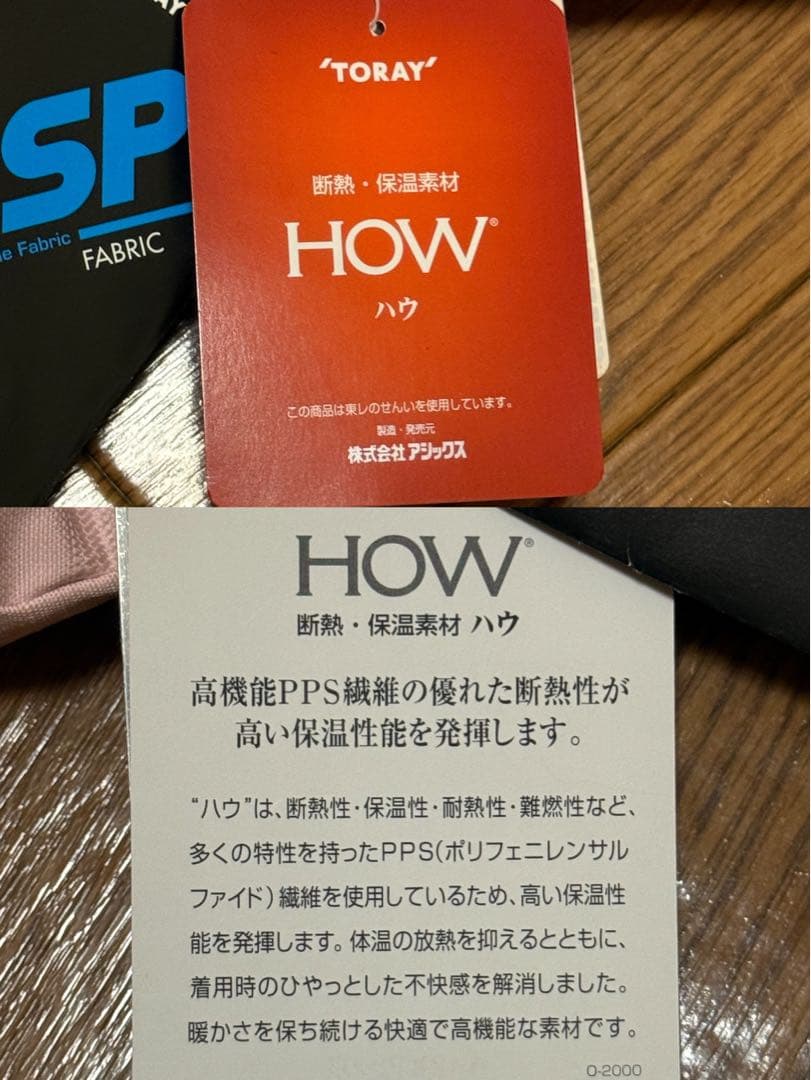 AY
SP
e Fabric
FABRIC
'TORAY'
断熱・保温素材
HOW®
ハウ
この商品は東レのせんいを使用しています。
製造・発売元
株式会社アシックス
HOW®
断熱・保温素材 ハウ
高機能PPS繊維の優れた断熱性が
高い保温性能を発揮します。
“ハウ”は、断熱性・保温性・耐熱性・難燃性など、
多くの特性を持ったPPS(ポリフェニレンサル
ファイド)繊維を使用しているため、高い保温性
能を発揮します。体温の放熱を抑えるとともに、
着用時のひやっとした不快感を解消しました。
暖かさを保ち続ける快適で高機能な素材です。
O-2000